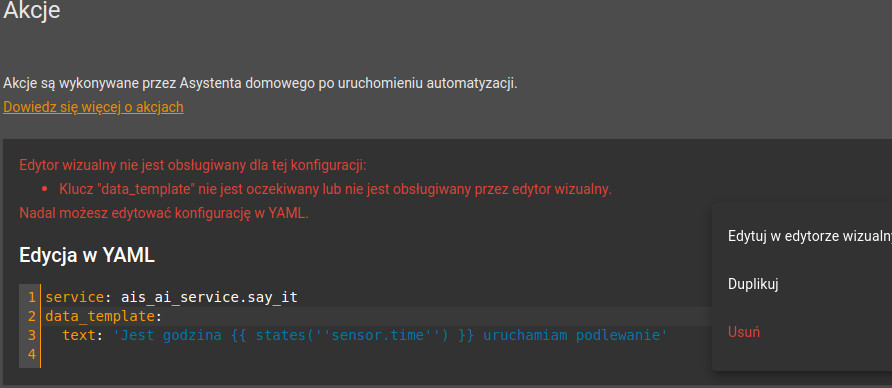 Akcje
Akcje są wykonywane przez Asystenta domowego po uruchomieniu automatyzacji.
Dowiedz się więcej o akcjach
Edytor wizualny nie jest obsługiwany dla tej konfiguracji:
• Klucz "data_template" nie jest oczekiwany lub nie jest obsługiwany przez edytor wizualny.
Nadal możesz edytować konfigurację w YAML.
Edycja w YAML
1 service: ais_ai_service.say_it
2 data_template:
3   text: 'Jest godzina {{ states(''sensor.time'') }} uruchamiam podlewanie'
4
Edytuj w edytorze wizualny
Duplikuj
Usuń